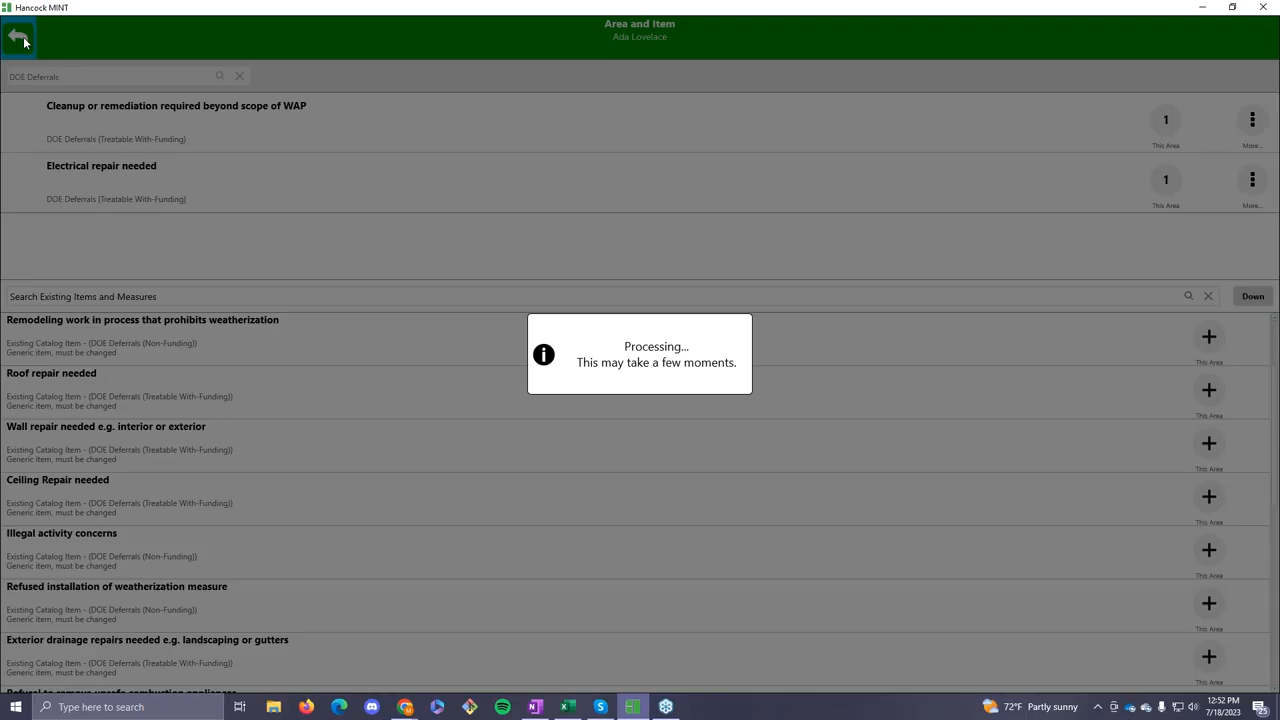 Hancock MINT
Area and Item
Ada Lovelace
DOE Deferrals
Cleanup or remediation required beyond scope of WAP
DOE Deferrals (Treatable With-Funding)
1
This Area
More...
Electrical repair needed
DOE Deferrals (Treatable With-Funding)
1
This Area
More...
Search Existing Items and Measures
Down
Remodeling work in process that prohibits weatherization
Existing Catalog Item - (DOE Deferrals (Non-Funding))
Generic item, must be changed
This Area
Processing...
This may take a few moments.
Roof repair needed
Existing Catalog Item - (DOE Deferrals (Treatable With-Funding))
Generic item, must be changed
This Area
Wall repair needed e.g. interior or exterior
Existing Catalog Item - (DOE Deferrals (Treatable With-Funding))
Generic item, must be changed
This Area
Ceiling Repair needed
Existing Catalog Item - (DOE Deferrals (Treatable With-Funding))
Generic item, must be changed
This Area
Illegal activity concerns
Existing Catalog Item - (DOE Deferrals (Non-Funding))
Generic item, must be changed
This Area
Refused installation of weatherization measure
Existing Catalog Item - (DOE Deferrals (Non-Funding))
Generic item, must be changed
This Area
Exterior drainage repairs needed e.g. landscaping or gutters
Existing Catalog Item - (DOE Deferrals (Treatable With-Funding))
Generic item, must be changed
This Area
Refusal to remove unsafe combustion appliances
Type here to search
72°F Partly sunny
12:52 PM
7/18/2023
25